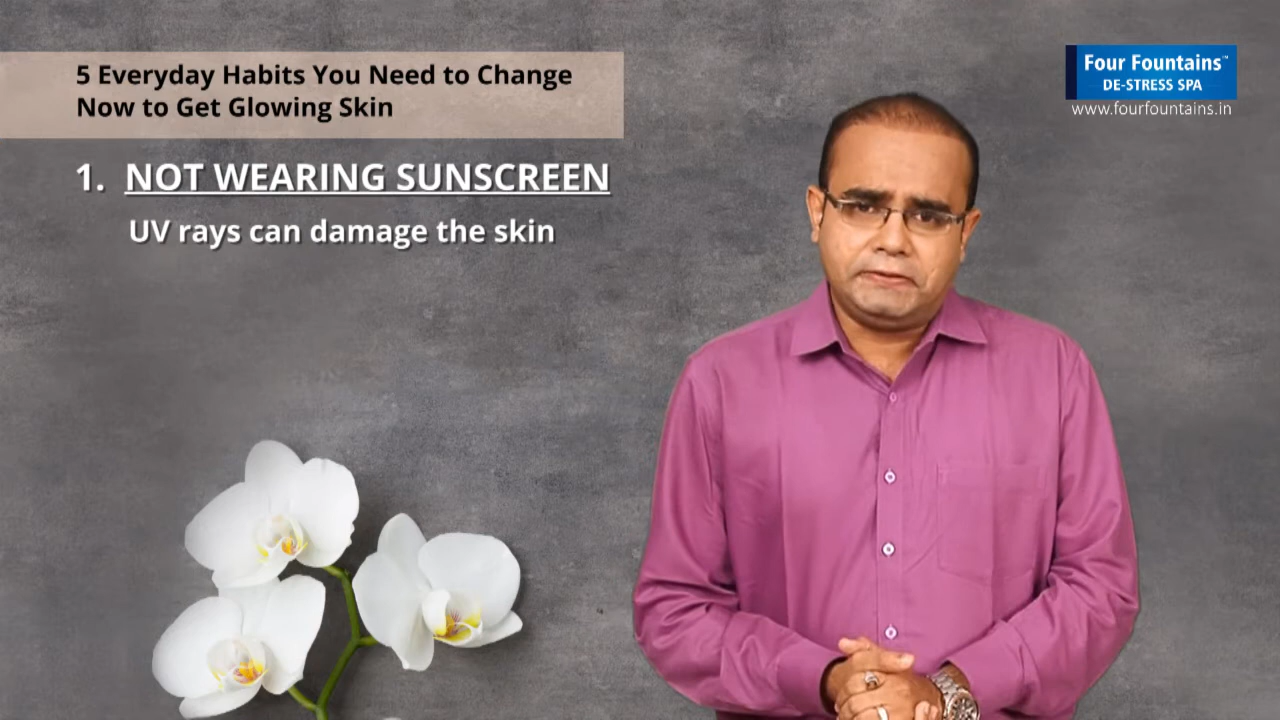 5 Everyday Habits You Need to Change
Now to Get Glowing Skin
Four Fountains™
DE-STRESS SPA
www.fourfountains.in
1. NOT WEARING SUNSCREEN
UV rays can damage the skin